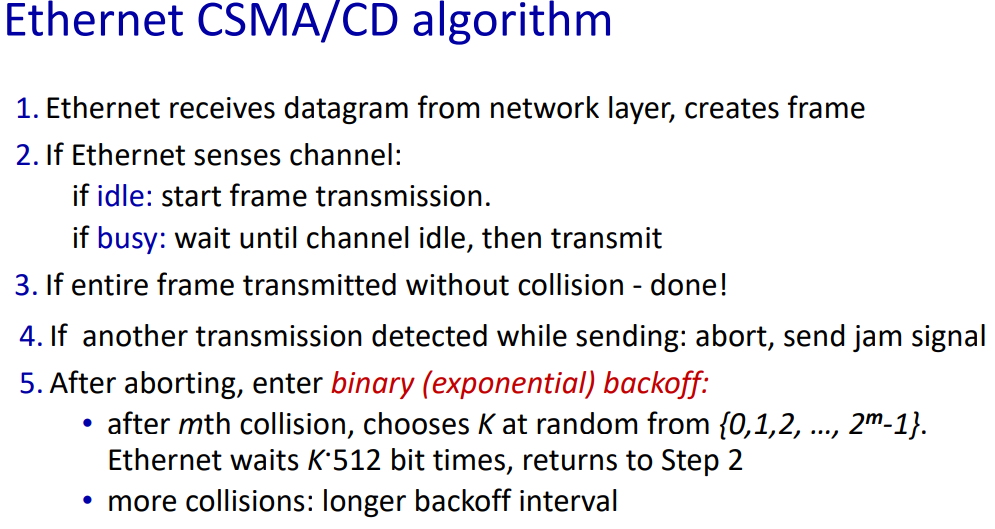 Ethernet CSMA/CD algorithm
1. Ethernet receives datagram from network layer, creates frame
2. If Ethernet senses channel:
if idle: start frame transmission.
if busy: wait until channel idle, then transmit
3. If entire frame transmitted without collision - done!
4. If another transmission detected while sending: abort, send jam signal
5. After aborting, enter binary (exponential) backoff:
• after mth collision, chooses K at random from {0,1,2, …, 2ᵐ-1}.
Ethernet waits K·512 bit times, returns to Step 2
• more collisions: longer backoff interval